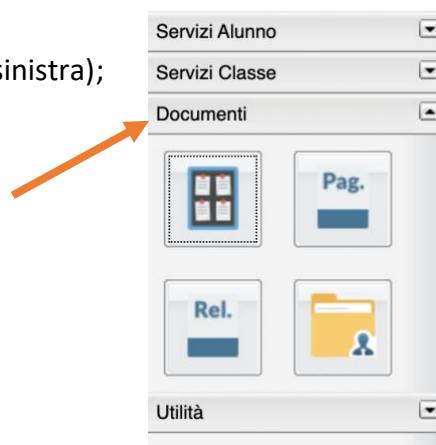 Servizi Alunno
sinistra);
Servizi Classe
Documenti
Pag.
Rel.
Utilità